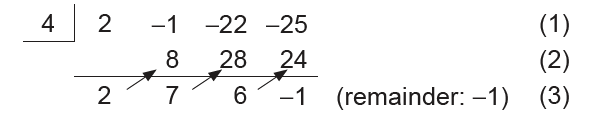 4 2 –1 –22 –25 (1)
8 28 24 (2)
2 7 6 –1 (remainder: –1) (3)